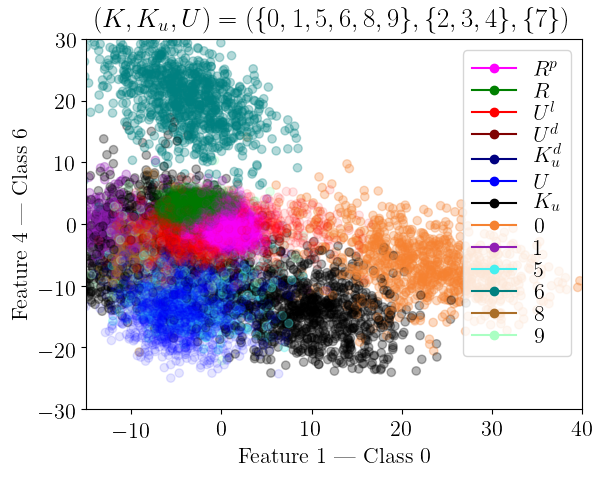 (K, K_u, U) = ({0, 1, 5, 6, 8, 9}, {2, 3, 4}, {7})
Feature 4 — Class 6
30
20
10
0
−10
−20
−30
−10
0
10
20
30
40
Feature 1 — Class 0
R^p
R
U^l
U^d
K_u^d
U
K_u
0
1
5
6
8
9